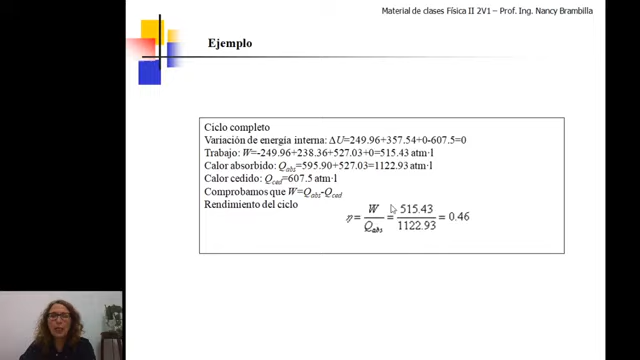 Material de clases Física II 2V1 – Prof. Ing. Nancy Brambilla
Ejemplo
Ciclo completo
Variación de energía interna: ΔU=249.96+357.54+0-607.5=0
Trabajo: W=-249.96+238.36+527.03+0=515.43 atm·l
Calor absorbido: Qabs=595.90+527.03=1122.93 atm·l
Calor cedido: Qced=607.5 atm·l
Comprobamos que W=Qabs-Qced
Rendimiento del ciclo
η = W / Qabs = 515.43 / 1122.93 = 0.46